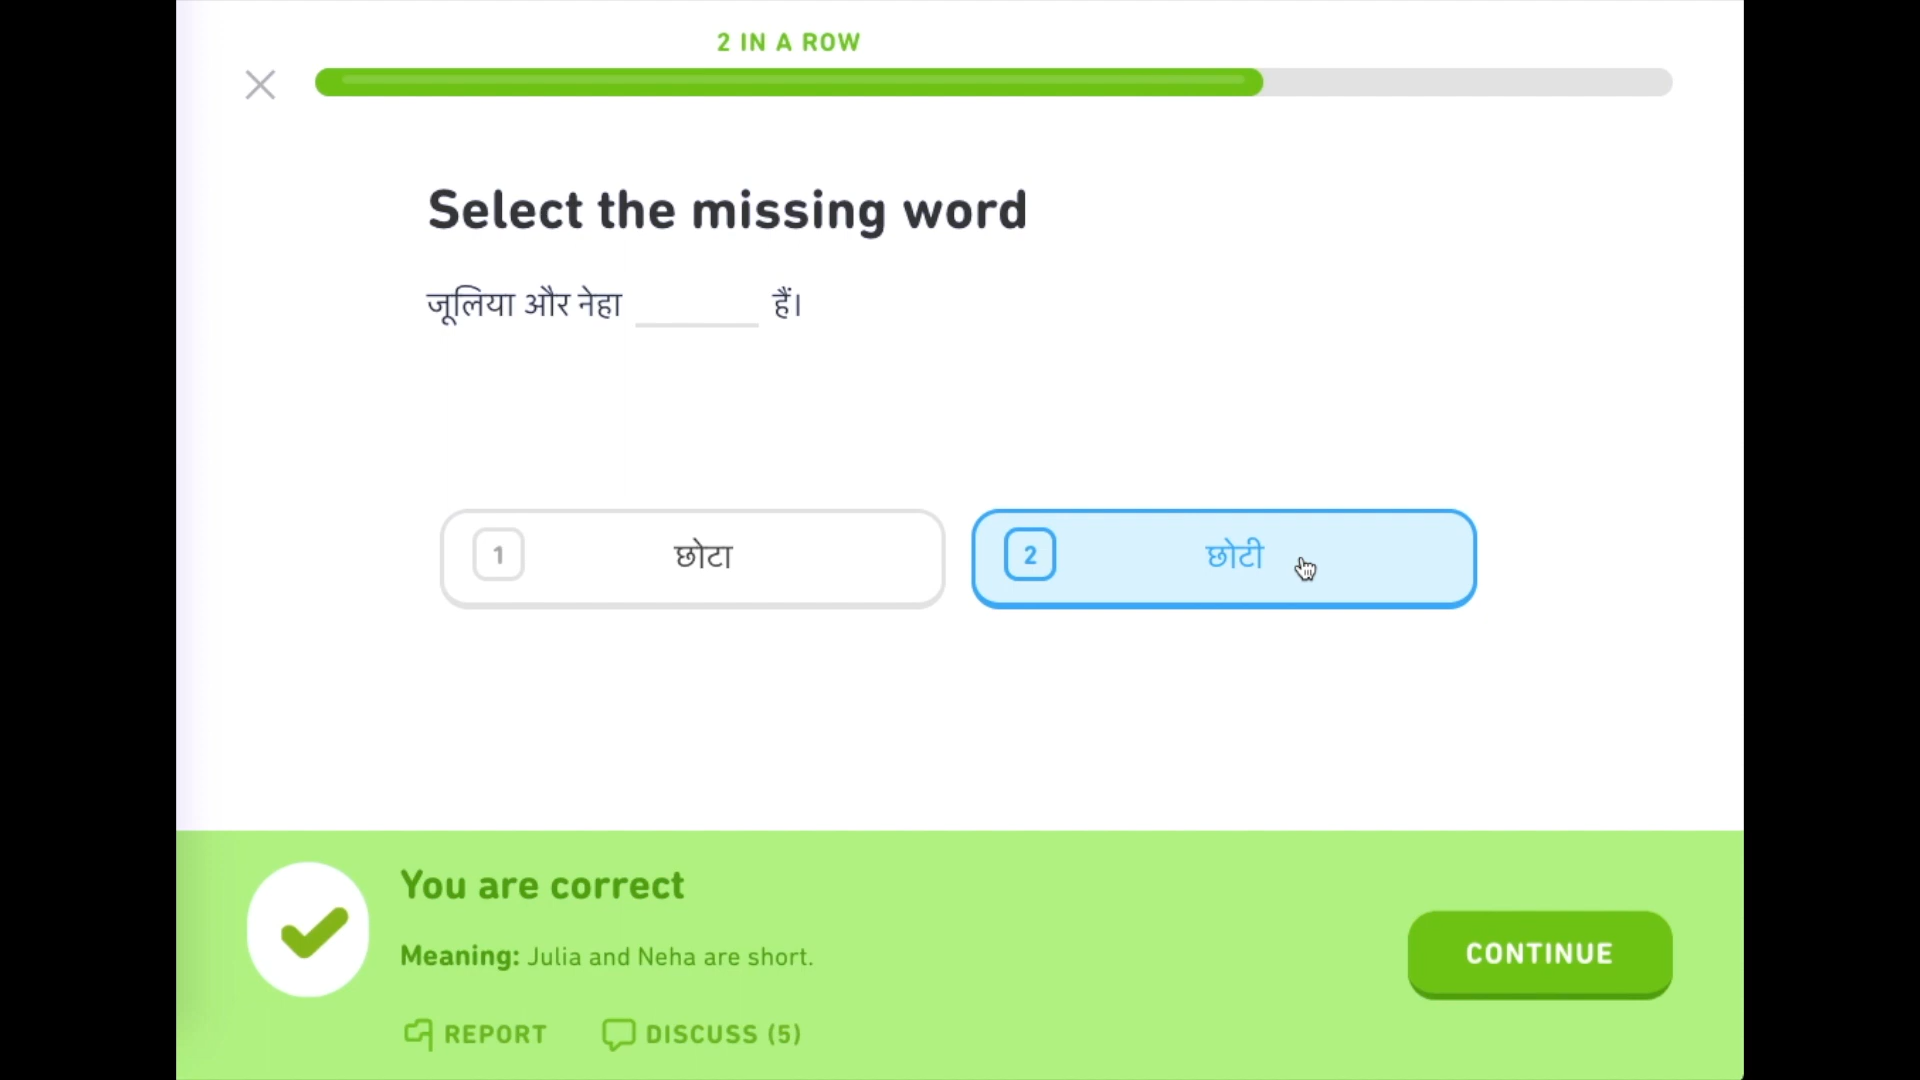 2 IN A ROW
Select the missing word
जूलिया और नेहा ______ हैं।
1 छोटा
2 छोटी
You are correct
Meaning: Julia and Neha are short.
CONTINUE
REPORT DISCUSS (5)